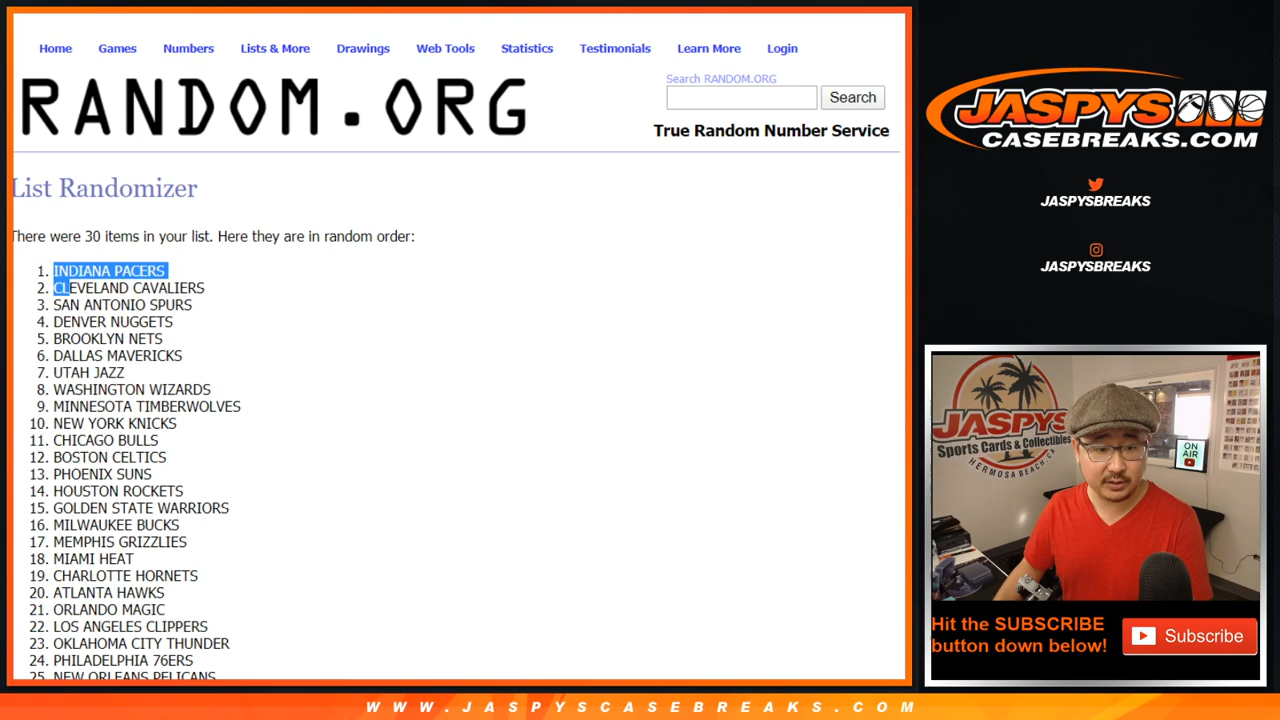 Home Games Numbers Lists & More Drawings Web Tools Statistics Testimonials Learn More Login
RANDOM.ORG
Search RANDOM.ORG
Search
True Random Number Service
List Randomizer
There were 30 items in your list. Here they are in random order:
1. INDIANA PACERS
2. CLEVELAND CAVALIERS
3. SAN ANTONIO SPURS
4. DENVER NUGGETS
5. BROOKLYN NETS
6. DALLAS MAVERICKS
7. UTAH JAZZ
8. WASHINGTON WIZARDS
9. MINNESOTA TIMBERWOLVES
10. NEW YORK KNICKS
11. CHICAGO BULLS
12. BOSTON CELTICS
13. PHOENIX SUNS
14. HOUSTON ROCKETS
15. GOLDEN STATE WARRIORS
16. MILWAUKEE BUCKS
17. MEMPHIS GRIZZLIES
18. MIAMI HEAT
19. CHARLOTTE HORNETS
20. ATLANTA HAWKS
21. ORLANDO MAGIC
22. LOS ANGELES CLIPPERS
23. OKLAHOMA CITY THUNDER
24. PHILADELPHIA 76ERS
25. NEW ORLEANS PELICANS
JASPYS
CASEBREAKS.COM
JASPYSBREAKS
JASPYSBREAKS
JASPYS
Sports Cards & Collectibles
HERMOSA BEACH, CA
ON
AIR
Hit the SUBSCRIBE
button down below!
Subscribe
WWW.JASPYSCASEBREAKS.COM